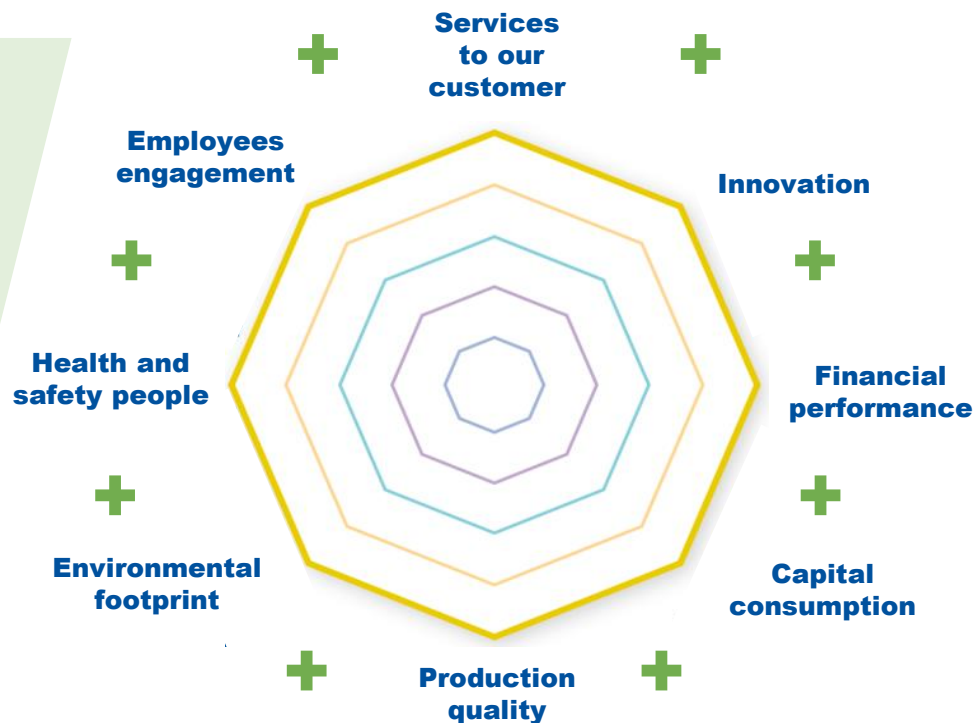 Services
to our
customer
Employees
engagement
Innovation
Health and
safety people
Financial
performance
Environmental
footprint
Capital
consumption
Production
quality